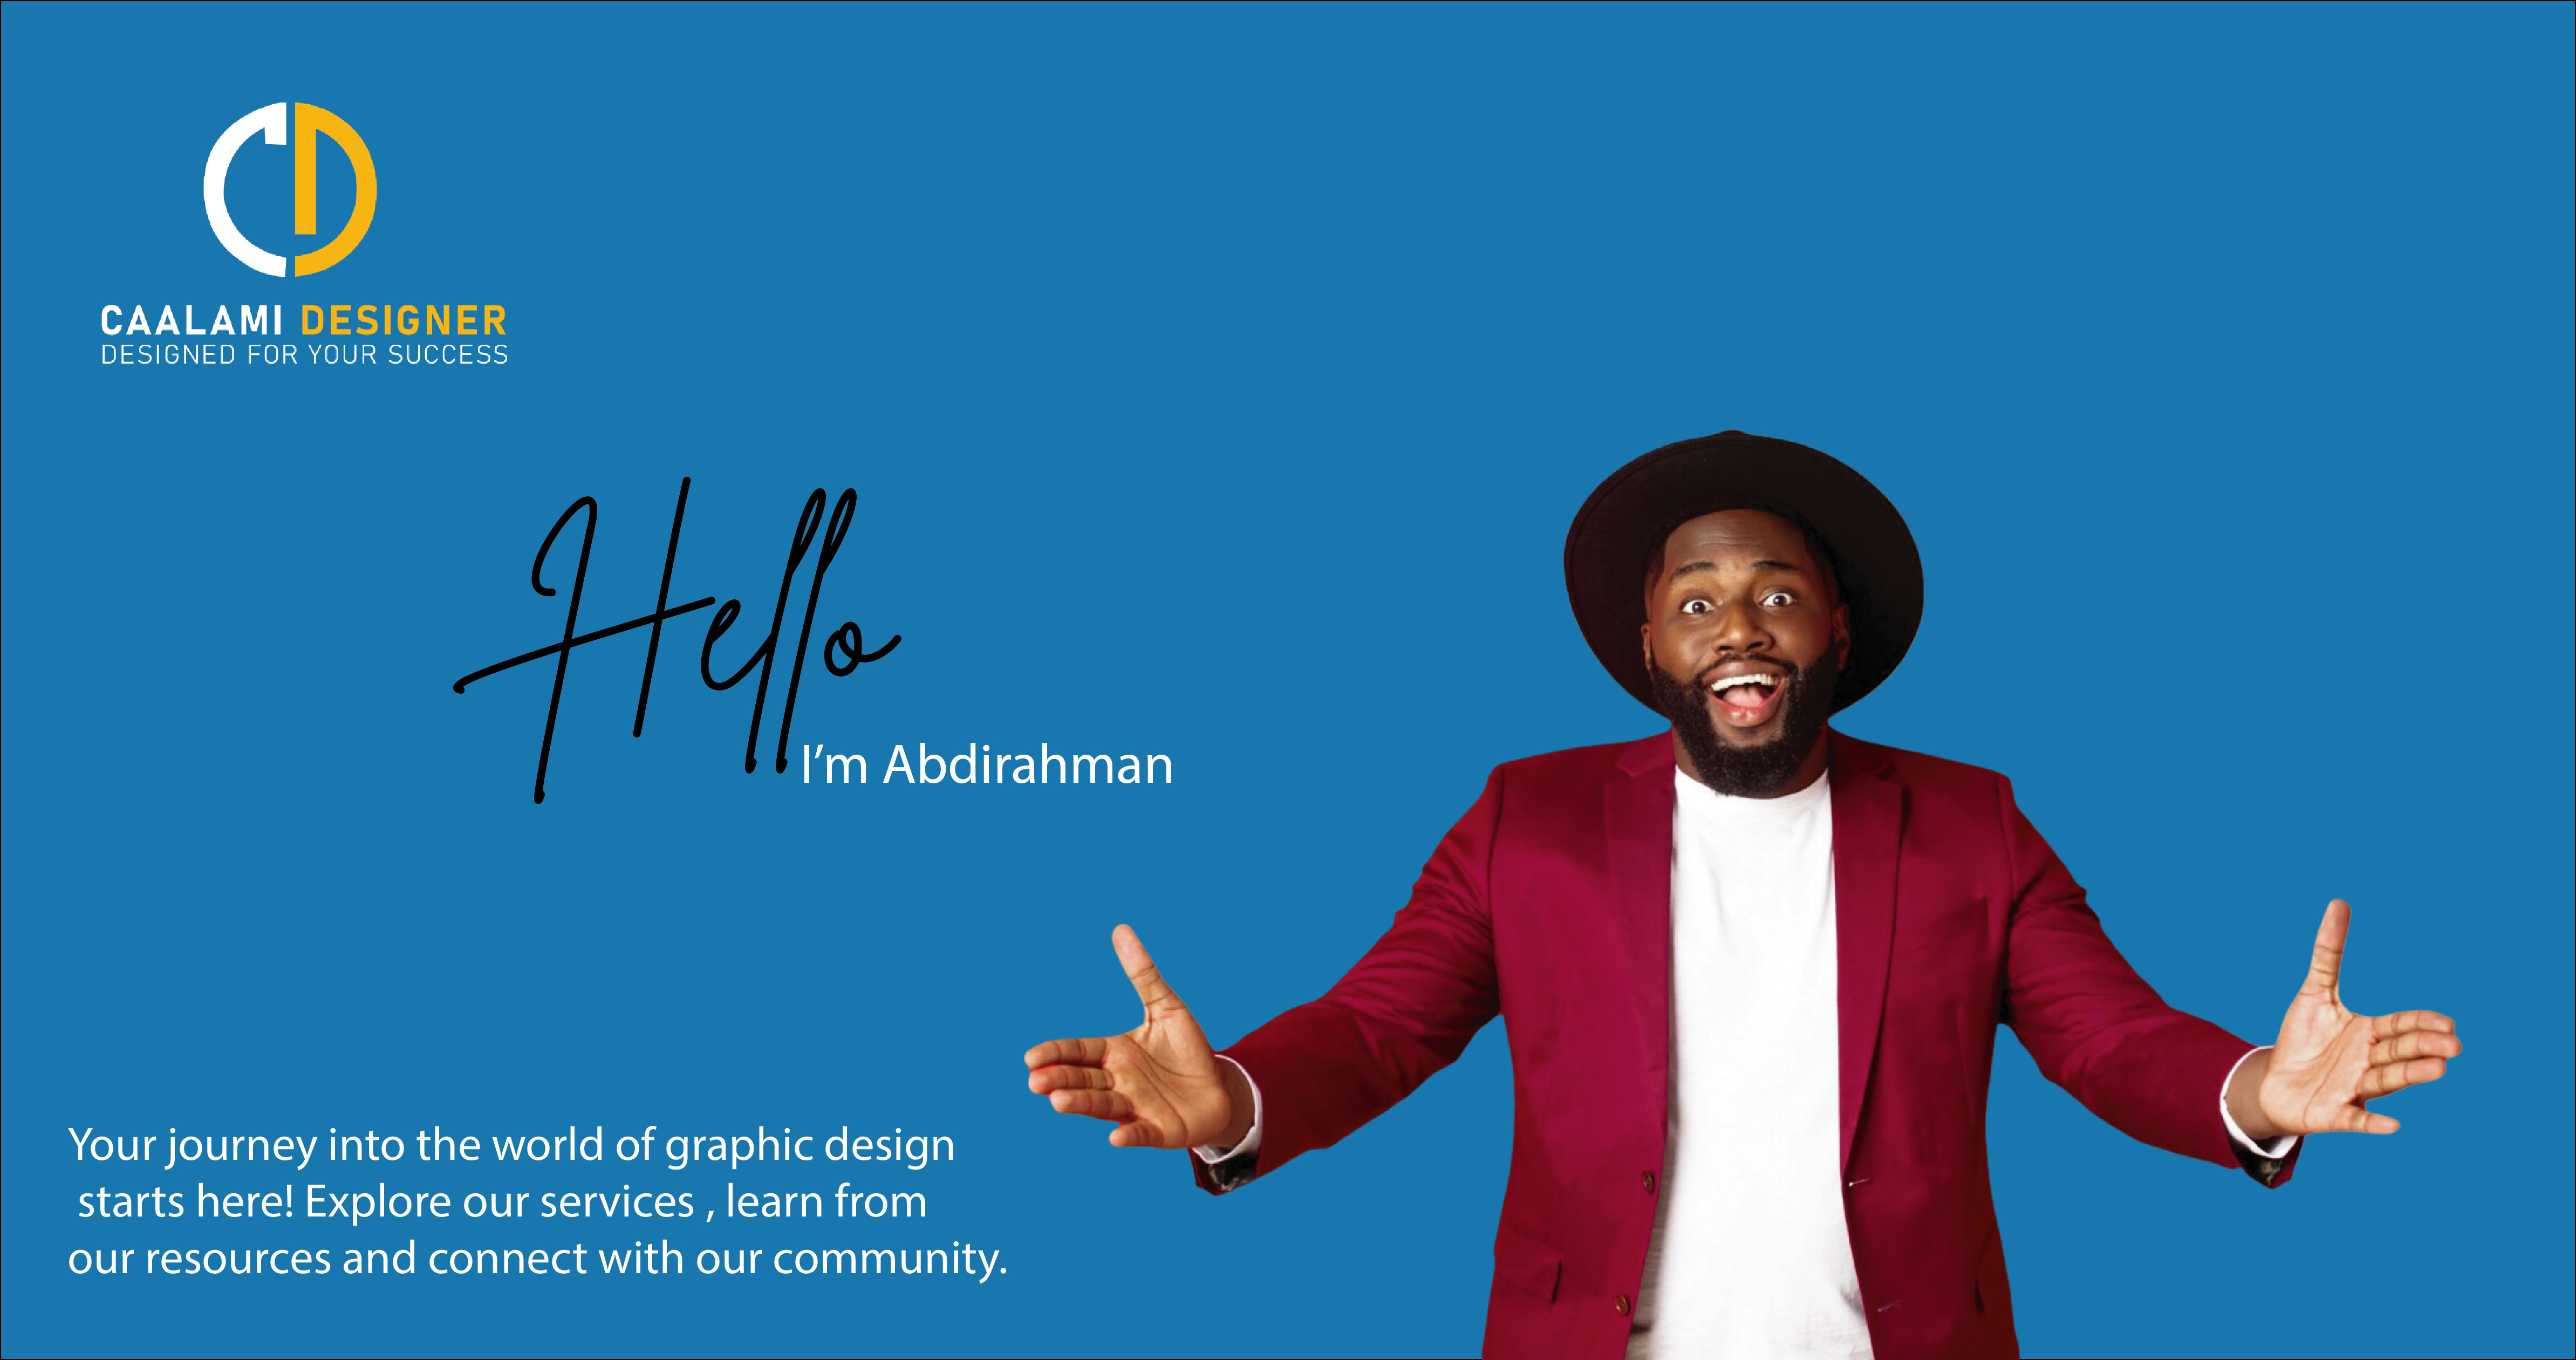 CAALAMI DESIGNER
DESIGNED FOR YOUR SUCCESS
Hello
I’m Abdirahman
Your journey into the world of graphic design
starts here! Explore our services , learn from
our resources and connect with our community.